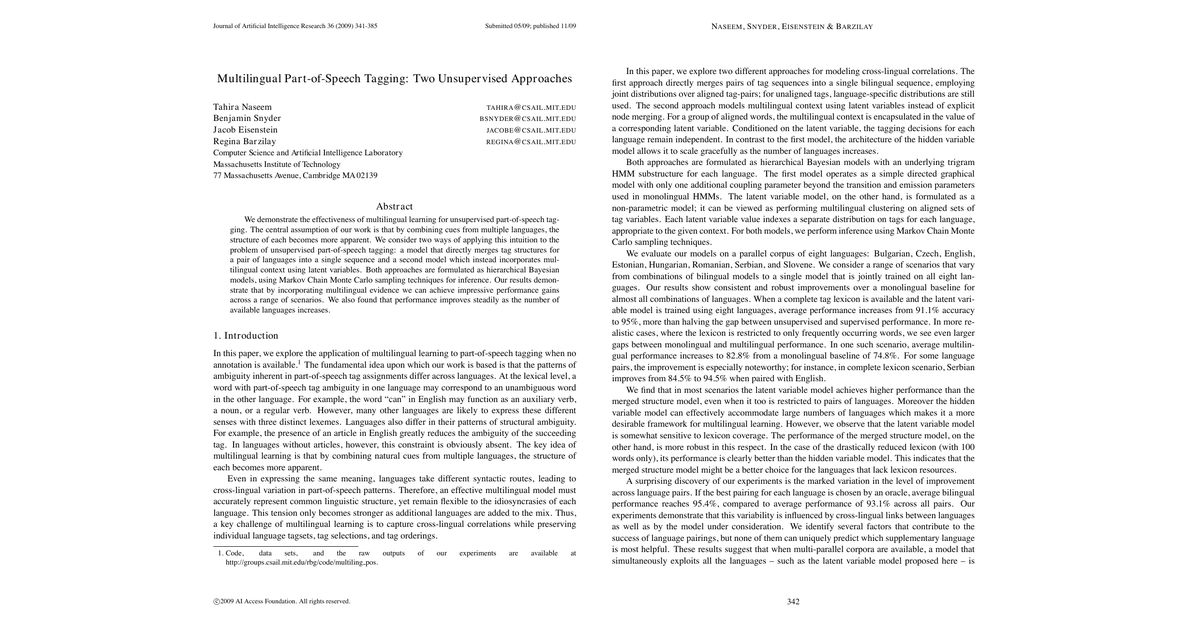 Journal of Artificial Intelligence Research 36 (2009) 341-385
Submitted 05/09; published 11/09
Multilingual Part-of-Speech Tagging: Two Unsupervised Approaches
Tahira Naseem
TAHIRA@CSAIL.MIT.EDU
Benjamin Snyder
BSNYDER@CSAIL.MIT.EDU
Jacob Eisenstein
JACOBE@CSAIL.MIT.EDU
Regina Barzilay
REGINA@CSAIL.MIT.EDU
Computer Science and Artificial Intelligence Laboratory
Massachusetts Institute of Technology
77 Massachusetts Avenue, Cambridge MA 02139
Abstract
We demonstrate the effectiveness of multilingual learning for unsupervised part-of-speech tag-
ging. The central assumption of our work is that by combining cues from multiple languages, the
structure of each becomes more apparent. We consider two ways of applying this intuition to the
problem of unsupervised part-of-speech tagging: a model that directly merges tag structures for
a pair of languages into a single sequence and a second model which instead incorporates mul-
tilingual context using latent variables. Both approaches are formulated as hierarchical Bayesian
models, using Markov Chain Monte Carlo sampling techniques for inference. Our results demon-
strate that by incorporating multilingual evidence we can achieve impressive performance gains
across a range of scenarios. We also found that performance improves steadily as the number of
available languages increases.
1. Introduction
In this paper, we explore the application of multilingual learning to part-of-speech tagging when no
annotation is available.1 The fundamental idea upon which our work is based is that the patterns of
ambiguity inherent in part-of-speech tag assignments differ across languages. At the lexical level, a
word with part-of-speech tag ambiguity in one language may correspond to an unambiguous word
in the other language. For example, the word “can” in English may function as an auxiliary verb,
a noun, or a regular verb. However, many other languages are likely to express these different
senses with three distinct lexemes. Languages also differ in their patterns of structural ambiguity.
For example, the presence of an article in English greatly reduces the ambiguity of the succeeding
tag. In languages without articles, however, this constraint is obviously absent. The key idea of
multilingual learning is that by combining natural cues from multiple languages, the structure of
each becomes more apparent.
Even in expressing the same meaning, languages take different syntactic routes, leading to
cross-lingual variation in part-of-speech patterns. Therefore, an effective multilingual model must
accurately represent common linguistic structure, yet remain flexible to the idiosyncrasies of each
language. This tension only becomes stronger as additional languages are added to the mix. Thus,
a key challenge of multilingual learning is to capture cross-lingual correlations while preserving
individual language tagsets, tag selections, and tag orderings.
1. Code, data sets, and the raw outputs of our experiments are available at
http://groups.csail.mit.edu/rbg/code/multiling_pos.
©2009 AI Access Foundation. All rights reserved.
NASEEM, SNYDER, EISENSTEIN & BARZILAY
In this paper, we explore two different approaches for modeling cross-lingual correlations. The
first approach directly merges pairs of tag sequences into a single bilingual sequence, employing
joint distributions over aligned tag-pairs; for unaligned tags, language-specific distributions are still
used. The second approach models multilingual context using latent variables instead of explicit
node merging. For a group of aligned words, the multilingual context is encapsulated in the value of
a corresponding latent variable. Conditioned on the latent variable, the tagging decisions for each
language remain independent. In contrast to the first model, the architecture of the hidden variable
model allows it to scale gracefully as the number of languages increases.
Both approaches are formulated as hierarchical Bayesian models with an underlying trigram
HMM substructure for each language. The first model operates as a simple directed graphical
model with only one additional coupling parameter beyond the transition and emission parameters
used in monolingual HMMs. The latent variable model, on the other hand, is formulated as a
non-parametric model; it can be viewed as performing multilingual clustering on aligned sets of
tag variables. Each latent variable value indexes a separate distribution on tags for each language,
appropriate to the given context. For both models, we perform inference using Markov Chain Monte
Carlo sampling techniques.
We evaluate our models on a parallel corpus of eight languages: Bulgarian, Czech, English,
Estonian, Hungarian, Romanian, Serbian, and Slovene. We consider a range of scenarios that vary
from combinations of bilingual models to a single model that is jointly trained on all eight lan-
guages. Our results show consistent and robust improvements over a monolingual baseline for
almost all combinations of languages. When a complete tag lexicon is available and the latent vari-
able model is trained using eight languages, average performance increases from 91.1% accuracy
to 95%, more than halving the gap between unsupervised and supervised performance. In more re-
alistic cases, where the lexicon is restricted to only frequently occurring words, we see even larger
gaps between monolingual and multilingual performance. In one such scenario, average multilin-
gual performance increases to 82.8% from a monolingual baseline of 74.8%. For some language
pairs, the improvement is especially noteworthy; for instance, in complete lexicon scenario, Serbian
improves from 84.5% to 94.5% when paired with English.
We find that in most scenarios the latent variable model achieves higher performance than the
merged structure model, even when it too is restricted to pairs of languages. Moreover the hidden
variable model can effectively accommodate large numbers of languages which makes it a more
desirable framework for multilingual learning. However, we observe that the latent variable model
is somewhat sensitive to lexicon coverage. The performance of the merged structure model, on the
other hand, is more robust in this respect. In the case of the drastically reduced lexicon (with 100
words only), its performance is clearly better than the hidden variable model. This indicates that the
merged structure model might be a better choice for the languages that lack lexicon resources.
A surprising discovery of our experiments is the marked variation in the level of improvement
across language pairs. If the best pairing for each language is chosen by an oracle, average bilingual
performance reaches 95.4%, compared to average performance of 93.1% across all pairs. Our
experiments demonstrate that this variability is influenced by cross-lingual links between languages
as well as by the model under consideration. We identify several factors that contribute to the
success of language pairings, but none of them can uniquely predict which supplementary language
is most helpful. These results suggest that when multi-parallel corpora are available, a model that
simultaneously exploits all the languages – such as the latent variable model proposed here – is
342